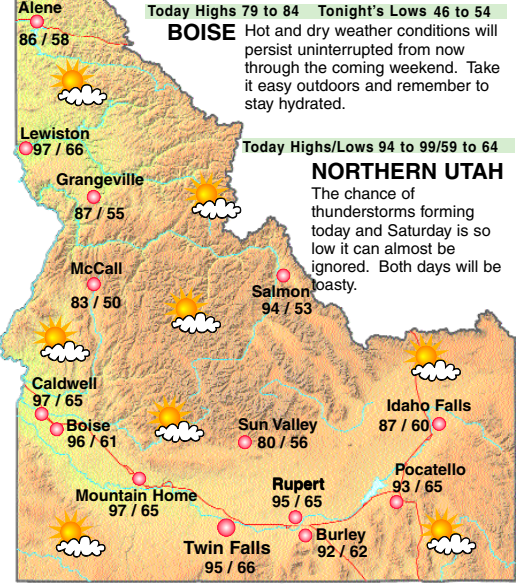 Alene
86 / 58
Today Highs 79 to 84 Tonight's Lows 46 to 54
BOISE Hot and dry weather conditions will
persist uninterrupted from now
through the coming weekend. Take
it easy outdoors and remember to
stay hydrated.
Lewiston
97 / 66
Today Highs/Lows 94 to 99/59 to 64
NORTHERN UTAH
The chance of
thunderstorms forming
today and Saturday is so
low it can almost be
ignored. Both days will be
toasty.
Grangeville
87 / 55
McCall
83 / 50
Salmon
94 / 53
Caldwell
97 / 65
Boise
96 / 61
Sun Valley
80 / 56
Idaho Falls
87 / 60
Pocatello
93 / 65
Mountain Home
97 / 65
Rupert
95 / 65
Burley
92 / 62
Twin Falls
95 / 66